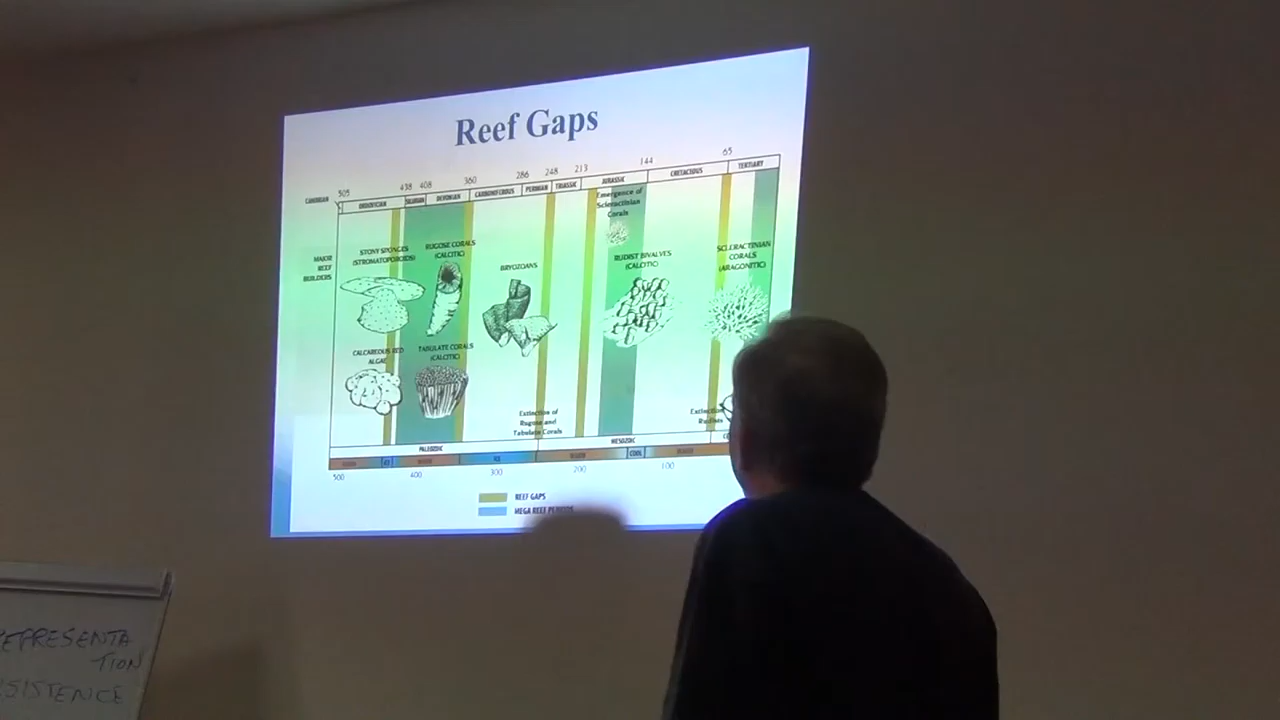 Reef Gaps
505
438
408
360
286
248
213
144
65
CAMBRIAN
ORDOVICIAN
SILURIAN
DEVONIAN
CARBONIFEROUS
PERMIAN
TRIASSIC
JURASSIC
CRETACEOUS
TERTIARY
Emergence of
Scleractinian
Corals
MAJOR
REEF
BUILDERS
STONY SPONGES
(STROMATOPOROIDS)
RUGOSE CORALS
(CALCITIC)
BRYOZOANS
RUDIST BIVALVES
(CALCITIC)
SCLERACTINIAN
CORALS
(ARAGONITIC)
CALCAREOUS RED
ALGAE
TABULATE CORALS
(CALCITIC)
Extinction of
Rugose and
Tabulate Corals
Rudists
PALEOZOIC
MESOZOIC
COOL
500
400
300
200
100
REEF GAPS
MEGA REEF
EPRESENTA
TION
SISTENCE